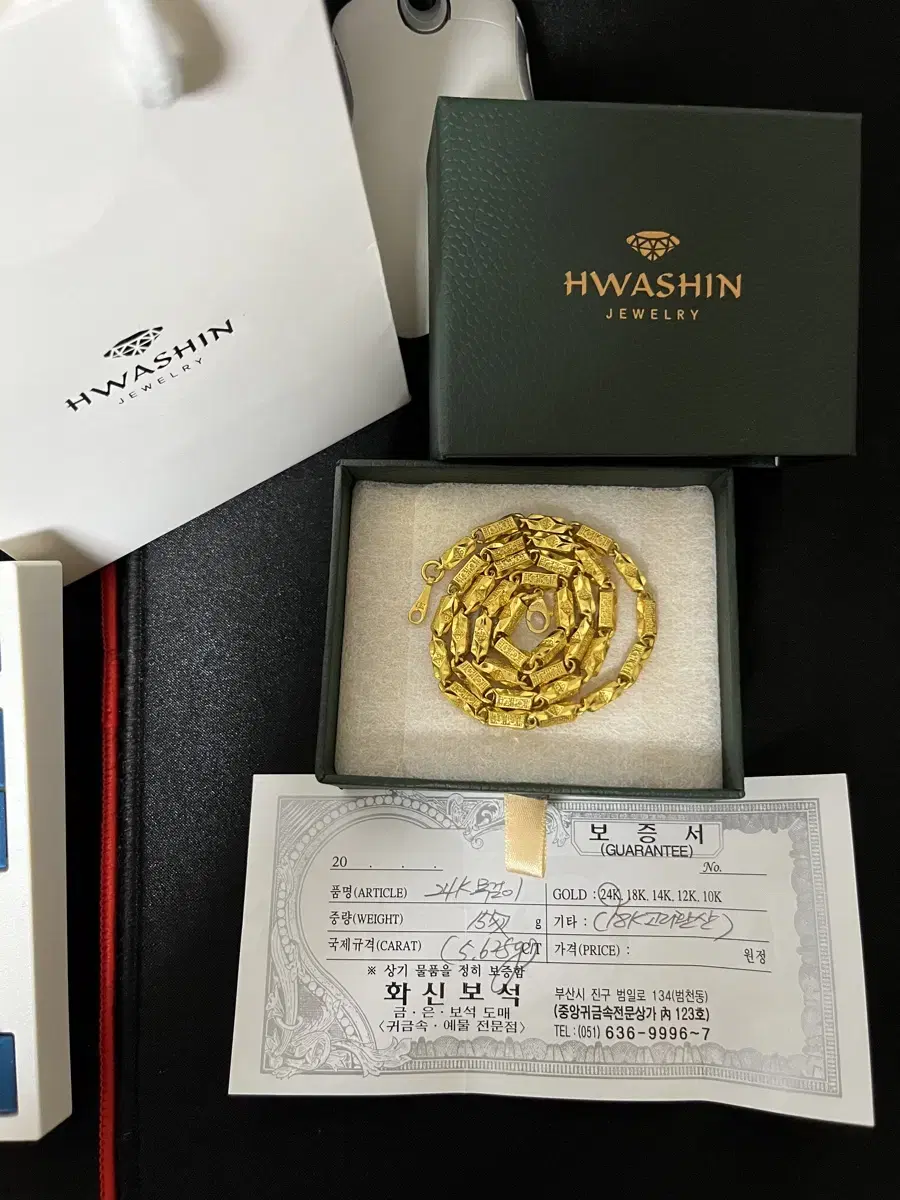 HWASHIN
JEWELRY
HWASHIN
JEWELRY
보증서
(GUARANTEE)
20 . . .
No.
품명(ARTICLE) 24K 목걸이
GOLD : 24K, 18K, 14K, 12K, 10K
중량(WEIGHT) g
기타 : (18K고리난산)
국제규격(CARAT)
가격(PRICE) : 원정
※ 상기 물품을 정히 보증함
화신보석
금·은·보석 도매
〈귀금속·예물 전문점〉
부산시 진구 범일로 134(범천동)
(중앙귀금속전문상가 內 123호)
TEL : (051) 636-9996~7